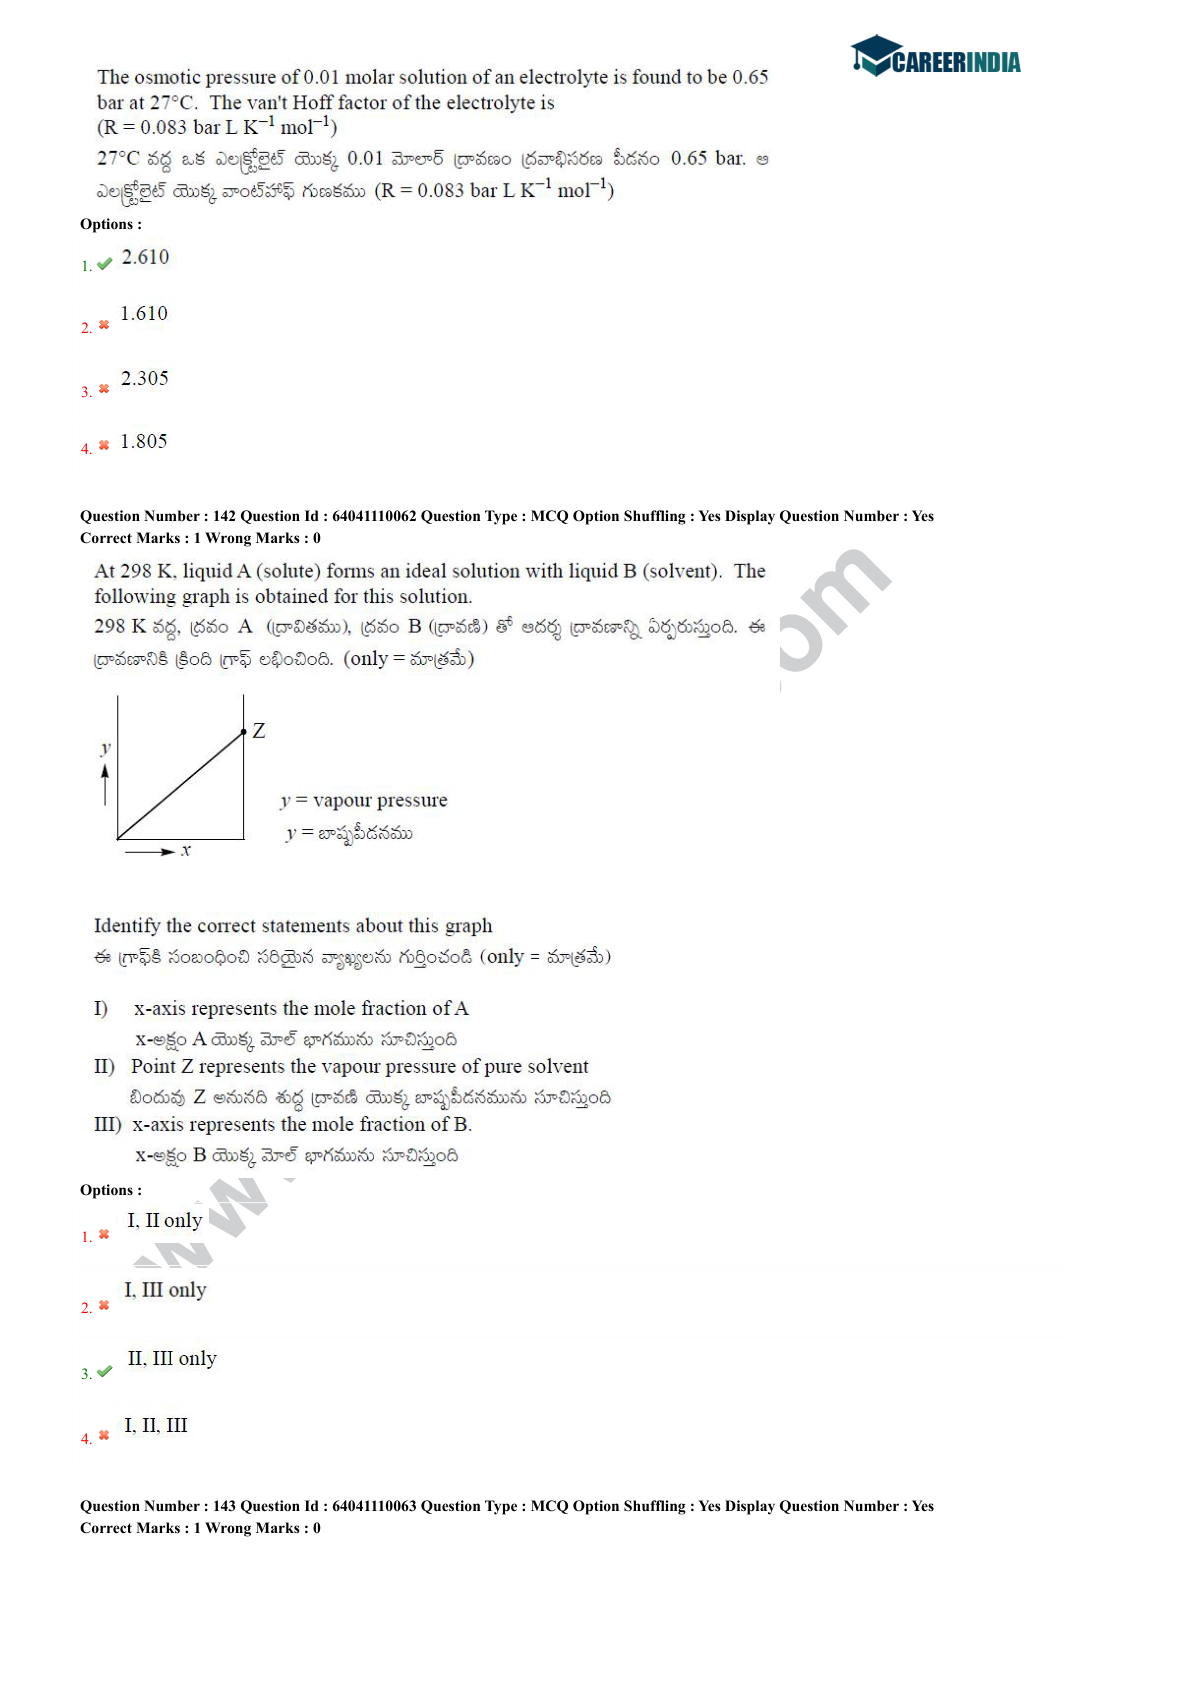 CAREERINDIA
The osmotic pressure of 0.01 molar solution of an electrolyte is found to be 0.65
bar at 27°C. The van't Hoff factor of the electrolyte is
(R = 0.083 bar L K⁻¹ mol⁻¹)
27°C వద్ద ఒక ఎలక్ట్రోలైట్ యొక్క 0.01 మోలార్ ద్రావణం ద్రవాభిసరణ పీడనం 0.65 bar. ఆ
ఎలక్ట్రోలైట్ యొక్క వాంట్‌హాఫ్ గుణకము (R = 0.083 bar L K⁻¹ mol⁻¹)
Options :
1. 2.610
2. 1.610
3. 2.305
4. 1.805
Question Number : 142 Question Id : 64041110062 Question Type : MCQ Option Shuffling : Yes Display Question Number : Yes
Correct Marks : 1 Wrong Marks : 0
At 298 K, liquid A (solute) forms an ideal solution with liquid B (solvent). The
following graph is obtained for this solution.
298 K వద్ద, ద్రవం A (ద్రావితము), ద్రవం B (ద్రావణి) తో ఆదర్శ ద్రావణాన్ని ఏర్పరుస్తుంది. ఈ
ద్రావణానికి క్రింది గ్రాఫ్ లభించింది. (only = మాత్రమే)
Z
y
y = vapour pressure
y = బాష్పపీడనము
x
Identify the correct statements about this graph
ఈ గ్రాఫ్‌కి సంబంధించి సరియైన వ్యాఖ్యలను గుర్తించండి (only = మాత్రమే)
I) x-axis represents the mole fraction of A
x-అక్షం A యొక్క మోల్ భాగమును సూచిస్తుంది
II) Point Z represents the vapour pressure of pure solvent
బిందువు Z అనునది శుద్ధ ద్రావణి యొక్క బాష్పపీడనమును సూచిస్తుంది
III) x-axis represents the mole fraction of B.
x-అక్షం B యొక్క మోల్ భాగమును సూచిస్తుంది
Options :
1. I, II only
2. I, III only
3. II, III only
4. I, II, III
Question Number : 143 Question Id : 64041110063 Question Type : MCQ Option Shuffling : Yes Display Question Number : Yes
Correct Marks : 1 Wrong Marks : 0